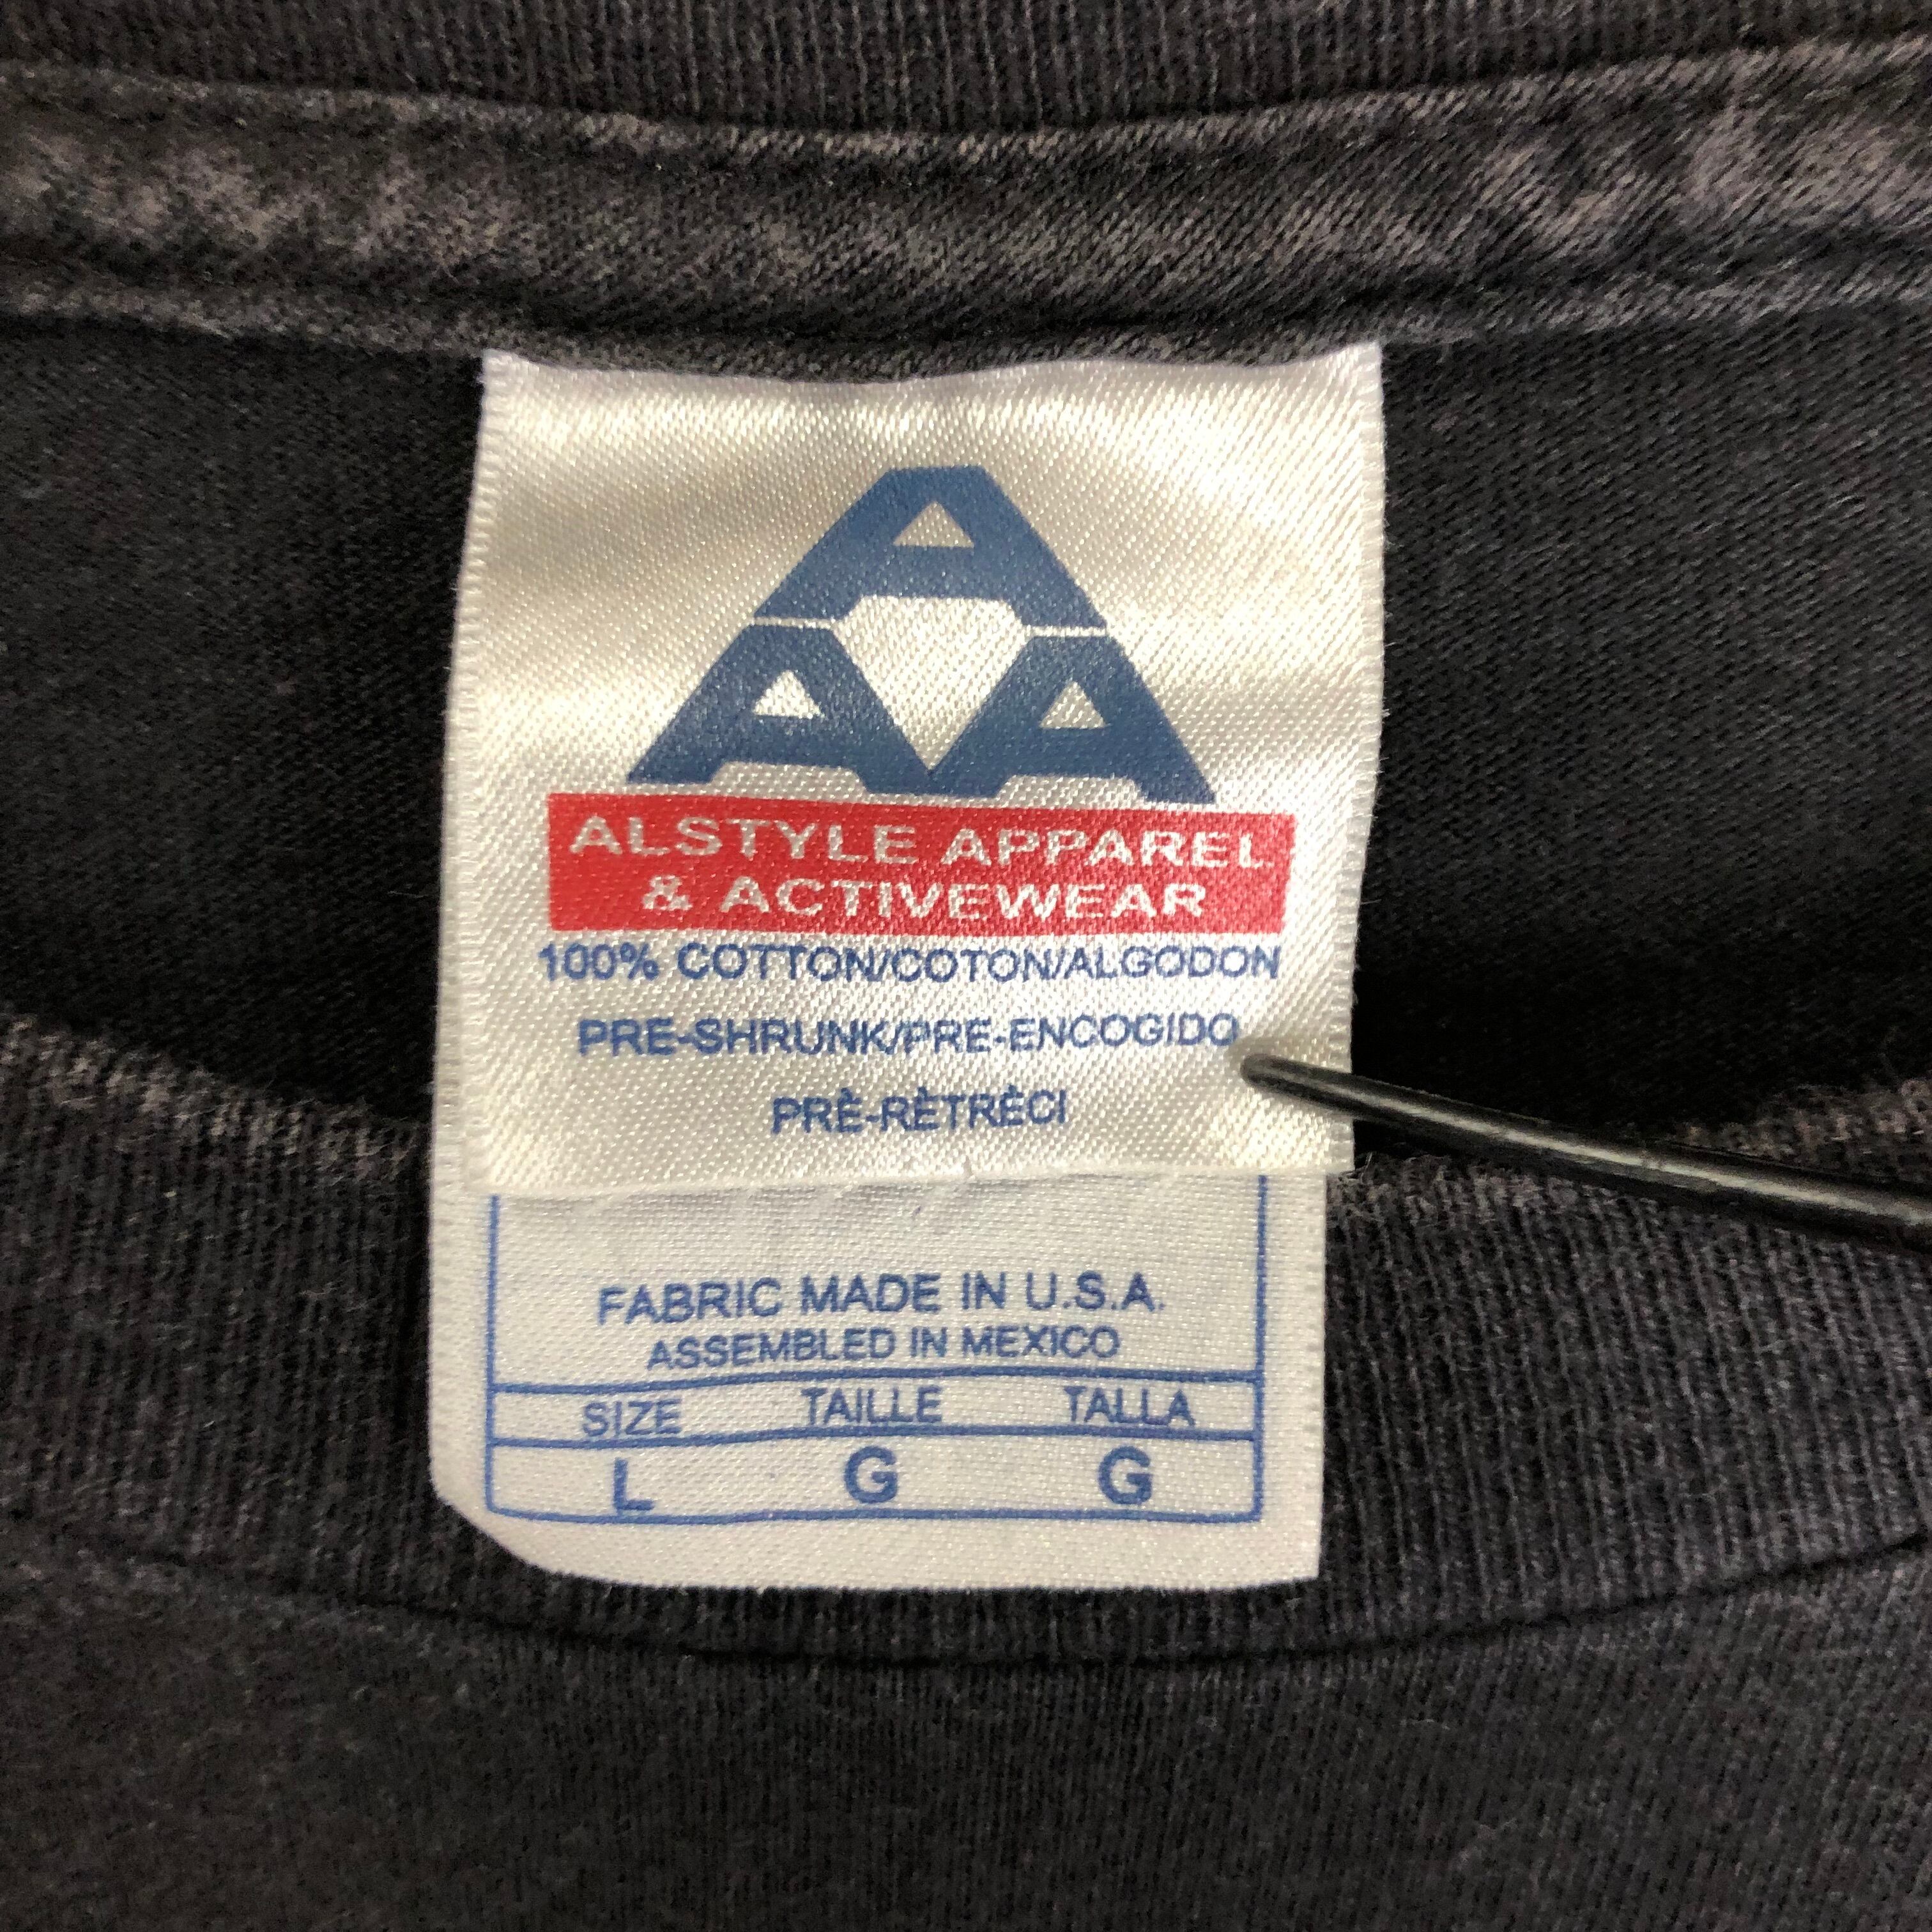 A
A A
ALSTYLE APPAREL
& ACTIVEWEAR
100% COTTON/COTON/ALGODON
PRE-SHRUNK/PRE-ENCOGIDO
PRÈ-RÈTRÈCI
FABRIC MADE IN U.S.A.
ASSEMBLED IN MEXICO
SIZE TAILLE TALLA
L G G